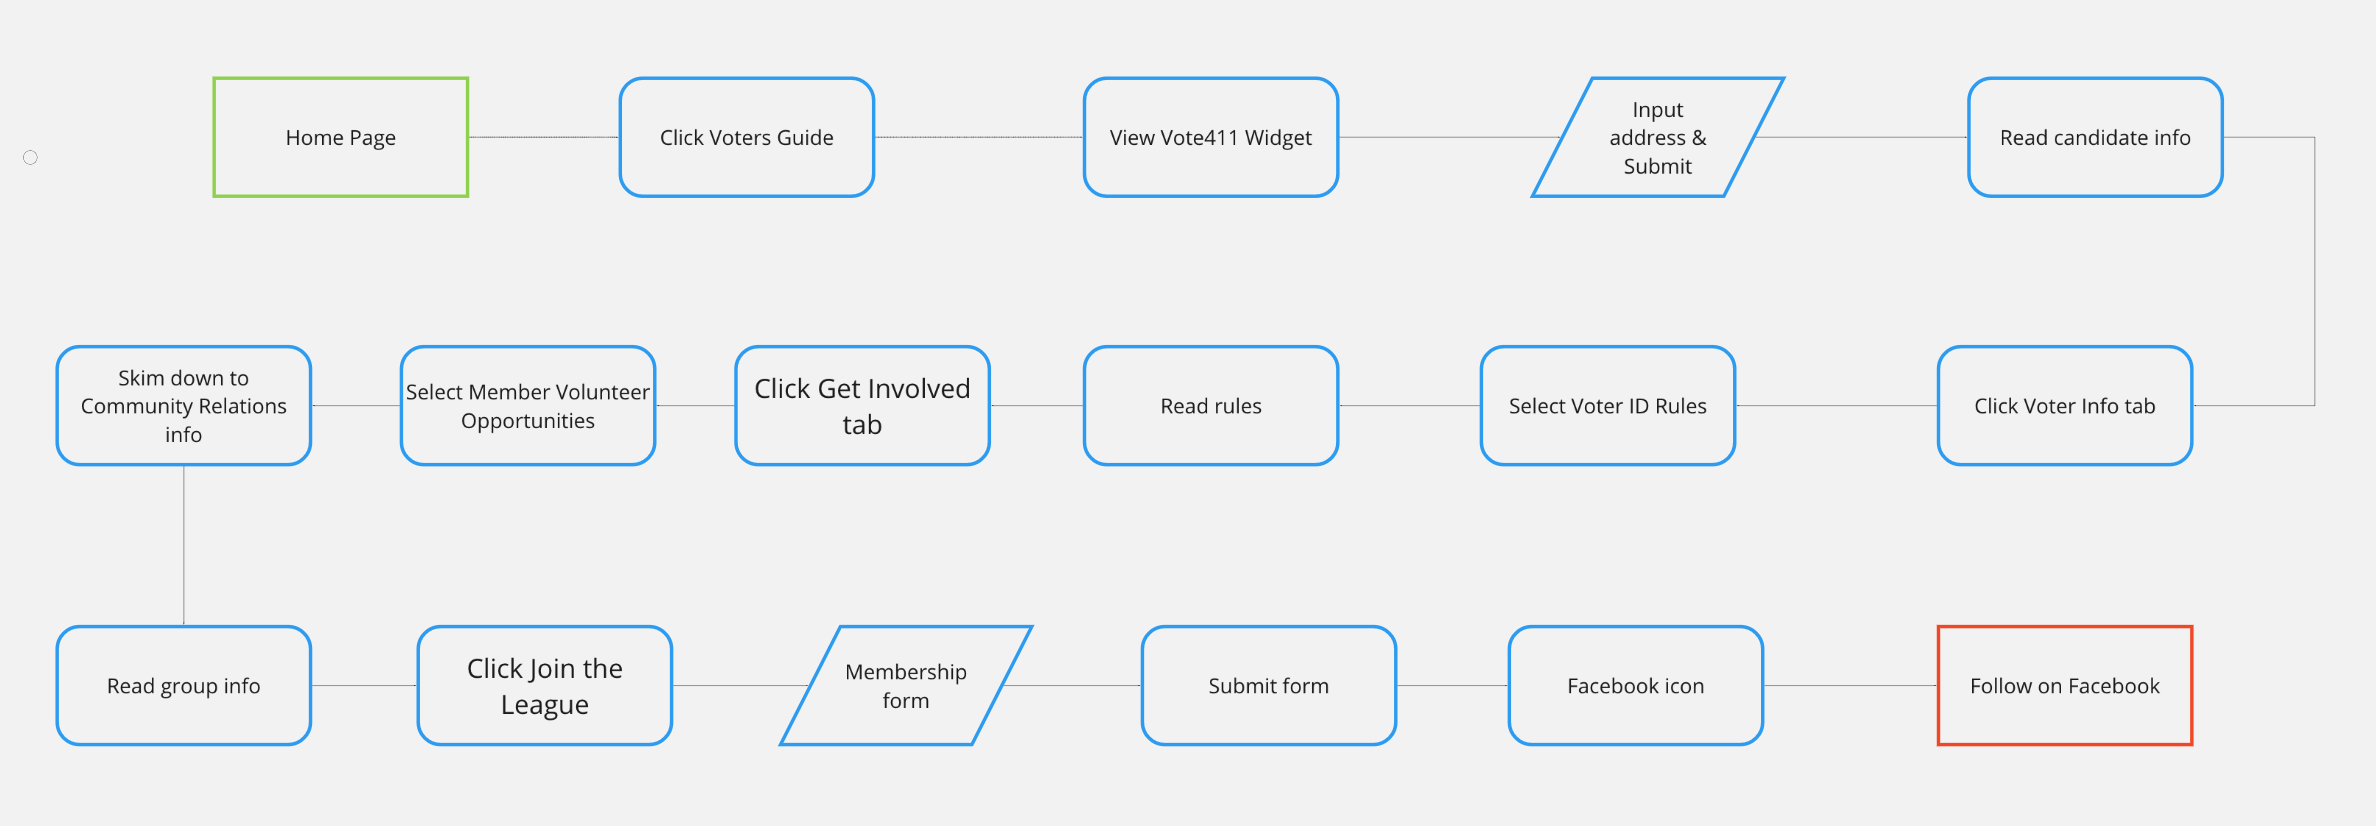 Home Page
Click Voters Guide
View Vote411 Widget
Input
address &
Submit
Read candidate info
Click Voter Info tab
Select Voter ID Rules
Read rules
Click Get Involved
tab
Select Member Volunteer
Opportunities
Skim down to
Community Relations
info
Read group info
Click Join the
League
Membership
form
Submit form
Facebook icon
Follow on Facebook